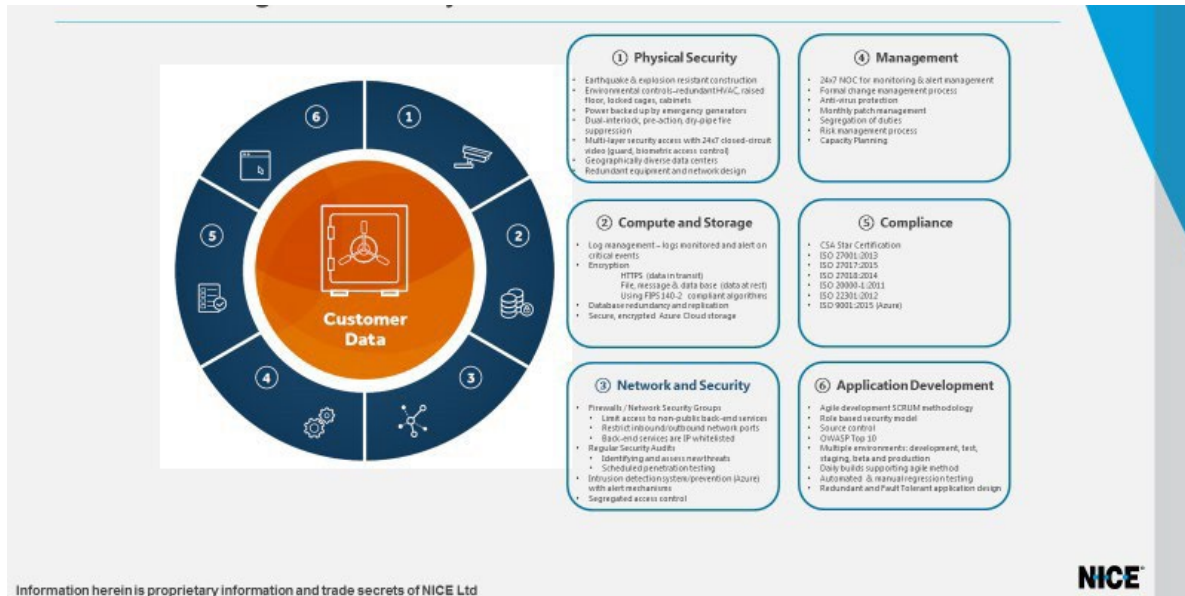 ① Physical Security
• Earthquake & explosion resistant construction
• Environmental controls–redundant HVAC, raised
floor, locked cages, cabinets
• Power backed up by emergency generators
• Dual-interlock, pre-action, dry-pipe fire
suppression
• Multi-layer security access with 24x7 closed-circuit
video (guard, biometric access control)
• Geographically diverse data centers
• Redundant equipment and network design
④ Management
• 24x7 NOC for monitoring & alert management
• Formal change management process
• Anti-virus protection
• Monthly patch management
• Segregation of duties
• Risk management process
• Capacity Planning
⑥
①
⑤
②
④
③
Customer
Data
② Compute and Storage
• Log management – logs monitored and alert on
critical events
• Encryption
HTTPS (data in transit)
File, message & data base (data at rest)
Using FIPS 140-2 compliant algorithms
• Database redundancy and replication
• Secure, encrypted Azure Cloud storage
⑤ Compliance
• CSA Star Certification
• ISO 27001:2013
• ISO 27017:2015
• ISO 27018:2014
• ISO 20000-1:2011
• ISO 22301:2012
• ISO 9001:2015 (Azure)
③ Network and Security
• Firewalls / Network Security Groups
• Limit access to non-public back-end services
• Restrict inbound/outbound network ports
• Back-end services are IP whitelisted
• Regular Security Audits
• Identifying and assess new threats
• Scheduled penetration testing
• Intrusion detection system/prevention (Azure)
with alert mechanisms
• Segregated access control
⑥ Application Development
• Agile development SCRUM methodology
• Role based security model
• Source control
• OWASP Top 10
• Multiple environments: development, test,
staging, beta and production
• Daily builds supporting agile method
• Automated & manual regression testing
• Redundant and Fault Tolerant application design
Information herein is proprietary information and trade secrets of NICE Ltd
NICE